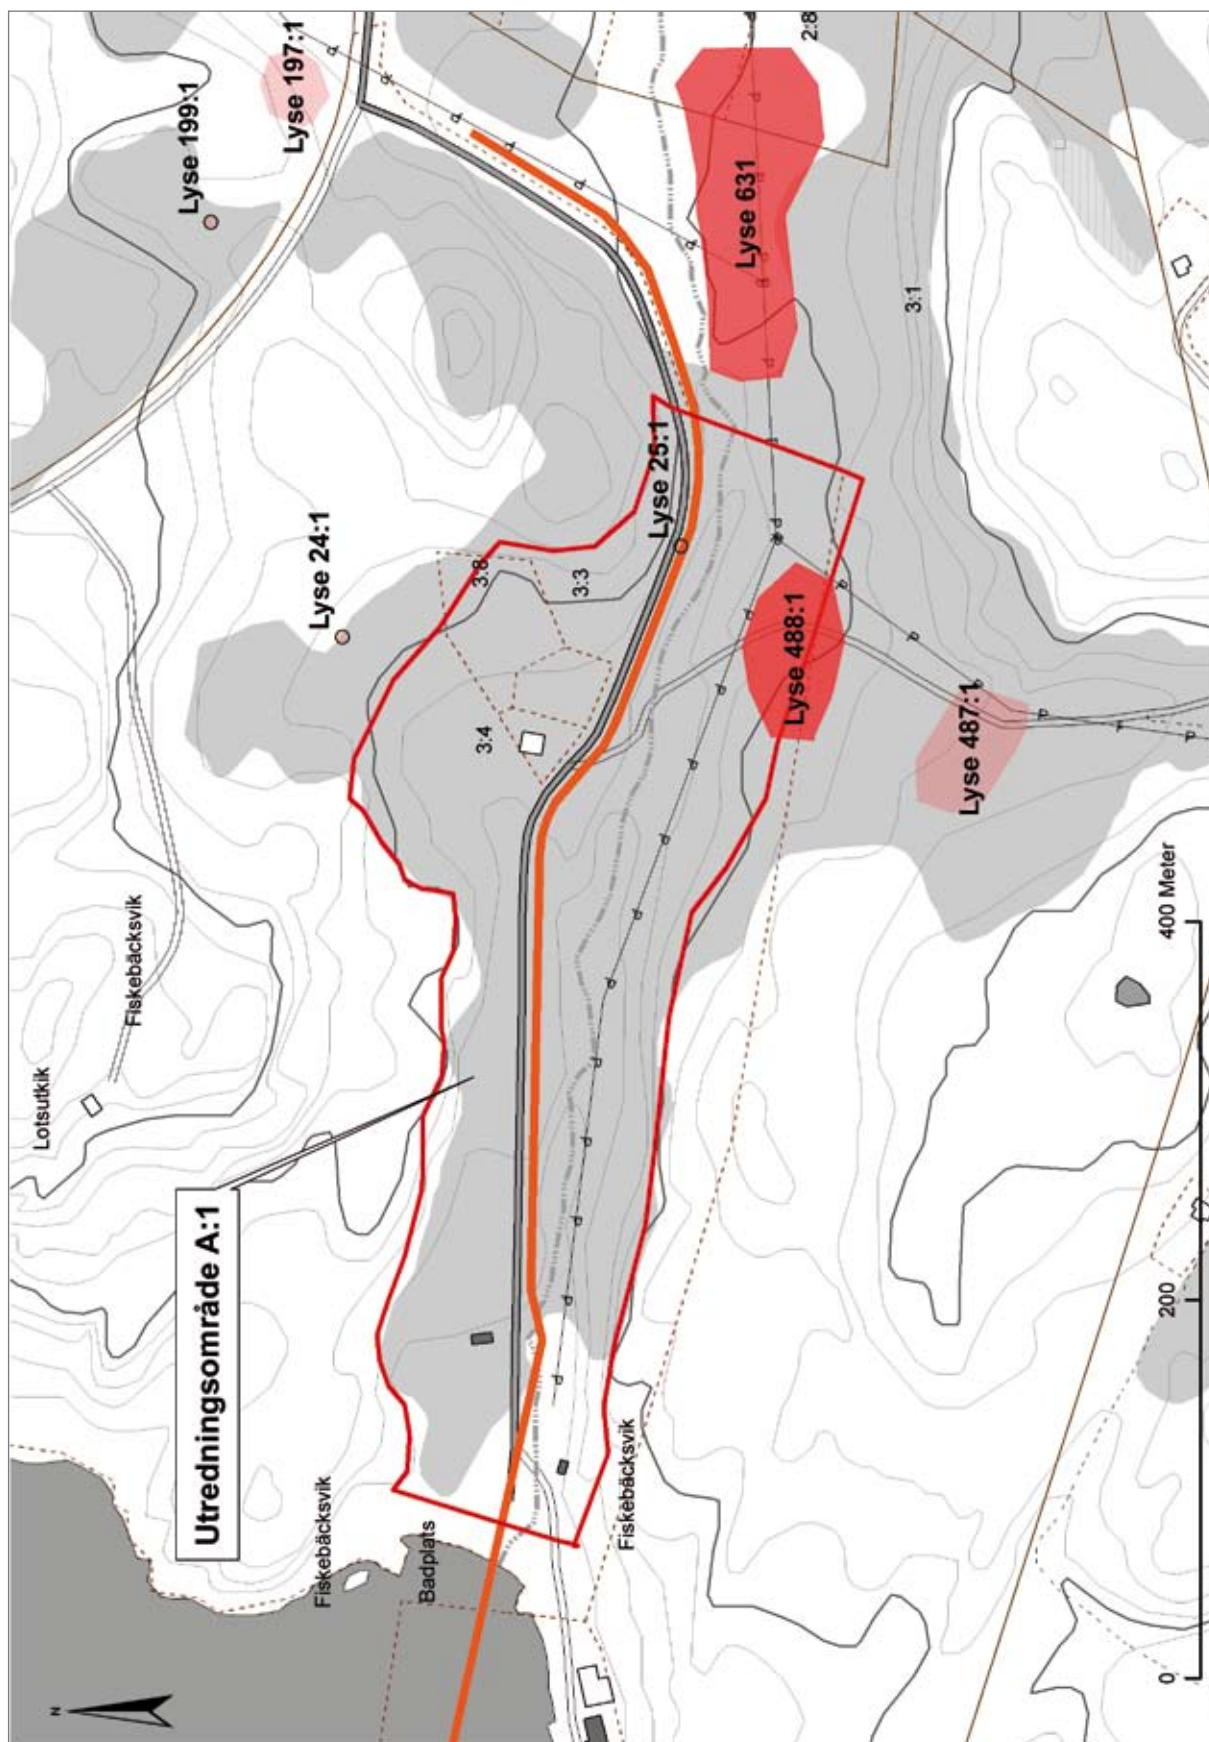 N
Lotsutkik
Fiskebäcksvik
Lyse 199:1
Lyse 197:1
Utredningsområde A:1
Lyse 24:1
Fiskebäcksvik
Badplats
3:4
3:8
3:3
Lyse 25:1
Lyse 631
2:8
Fiskebäcksvik
Lyse 488:1
3:1
Lyse 487:1
0
200
400 Meter